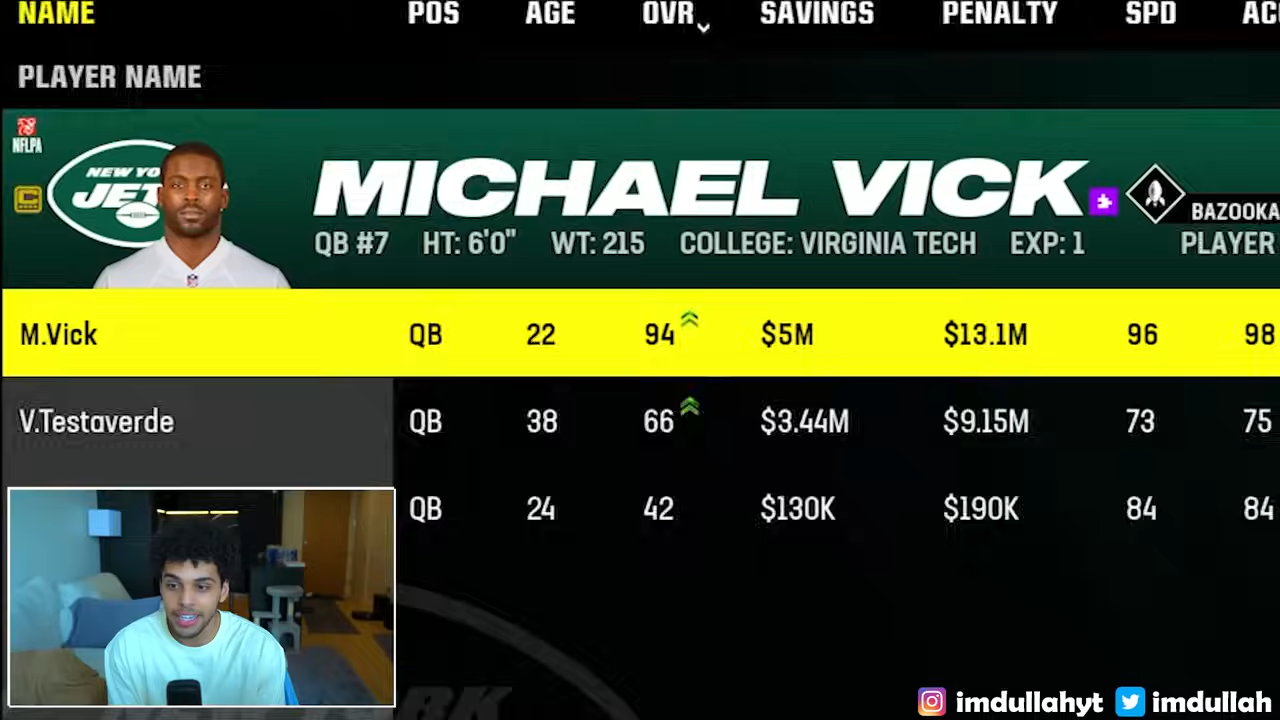 NAME POS AGE OVR SAVINGS PENALTY SPD
PLAYER NAME
NFLPA
NEW YO
JET
MICHAEL VICK
BAZOOKA
QB #7 HT: 6'0" WT: 215 COLLEGE: VIRGINIA TECH EXP: 1 PLAYER
M.Vick QB 22 94 $5M $13.1M 96 98
V.Testaverde QB 38 66 $3.44M $9.15M 73 75
QB 24 42 $130K $190K 84 84
imdullahyt imdullah